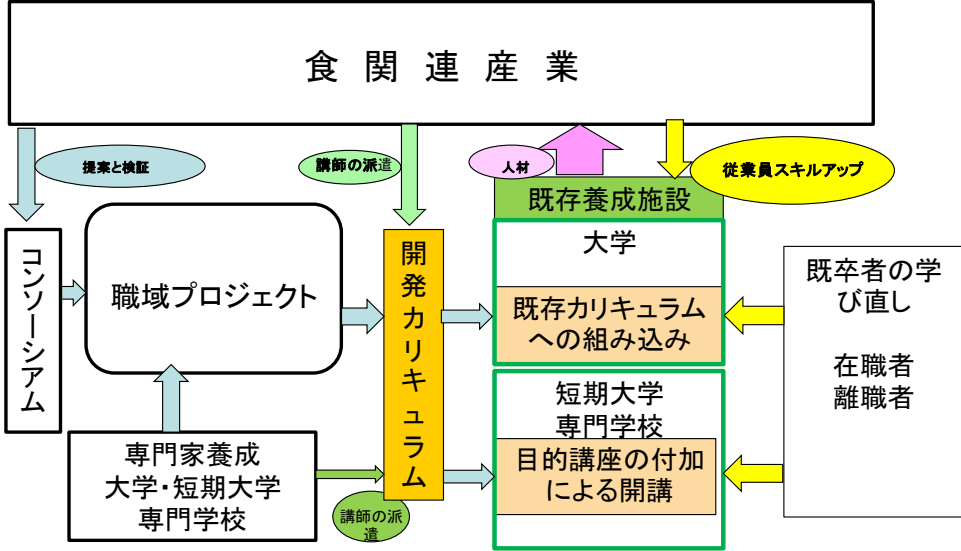 食関連産業
提案と検証
講師の派遣
人材
従業員スキルアップ
既存養成施設
コンソーシアム
職域プロジェクト
開発カリキュラム
大学
既存カリキュラム
への組み込み
既卒者の学
び直し
在職者
離職者
短期大学
専門学校
目的講座の付加
による開講
専門家養成
大学・短期大学
専門学校
講師の派
遣